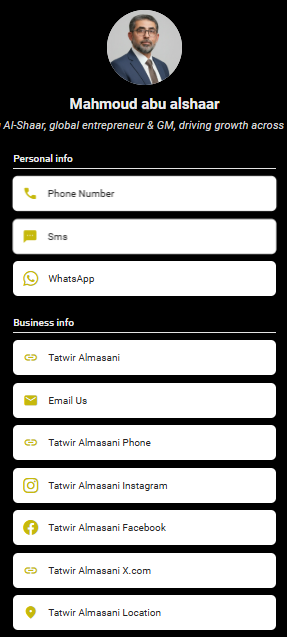 Mahmoud abu alshaar
Al-Shaar, global entrepreneur & GM, driving growth across
Personal info
Phone Number
Sms
WhatsApp
Business info
Tatwir Almasani
Email Us
Tatwir Almasani Phone
Tatwir Almasani Instagram
Tatwir Almasani Facebook
Tatwir Almasani X.com
Tatwir Almasani Location